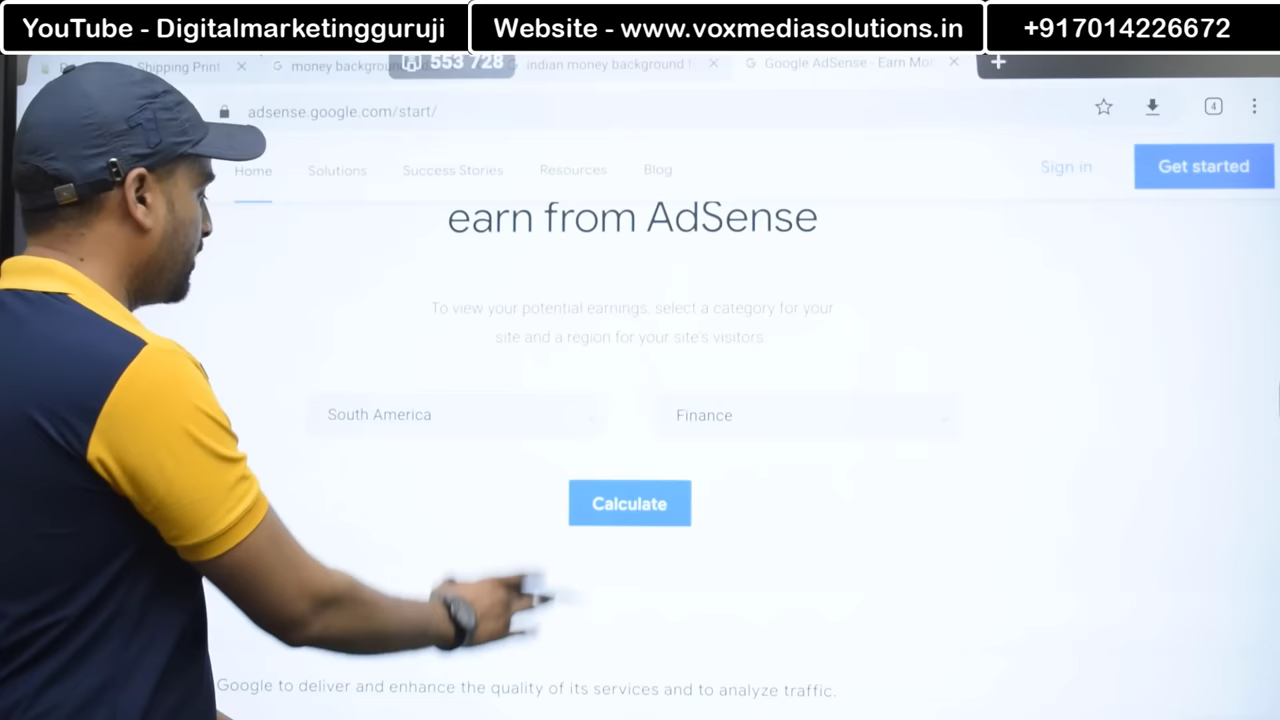 YouTube - Digitalmarketingguruji
Website - www.voxmediasolutions.in
+917014226672
Shipping Print
money backgroun
553 728
indian money background f
Google AdSense - Earn Mo
adsense.google.com/start/
4
Home
Solutions
Success Stories
Resources
Blog
Sign in
Get started
earn from AdSense
To view your potential earnings, select a category for your
site and a region for your site's visitors
South America
Finance
Calculate
Google to deliver and enhance the quality of its services and to analyze traffic.